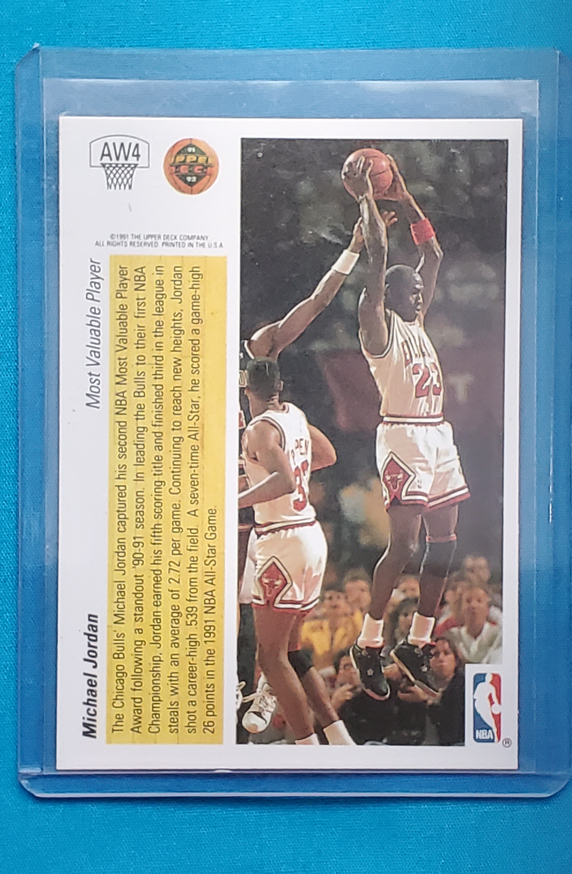 AW4
91
UPPER
DECK
92
©1991 THE UPPER DECK COMPANY
ALL RIGHTS RESERVED. PRINTED IN THE U.S.A.
Michael Jordan
Most Valuable Player
The Chicago Bulls' Michael Jordan captured his second NBA Most Valuable Player
Award following a standout '90-91 season. In leading the Bulls to their first NBA
Championship, Jordan earned his fifth scoring title and finished third in the league in
steals with an average of 2.72 per game. Continuing to reach new heights, Jordan
shot a career-high .539 from the field. A seven-time All-Star, he scored a game-high
26 points in the 1991 NBA All-Star Game.
BULLS
23
PIPPEN
33
NBA
®